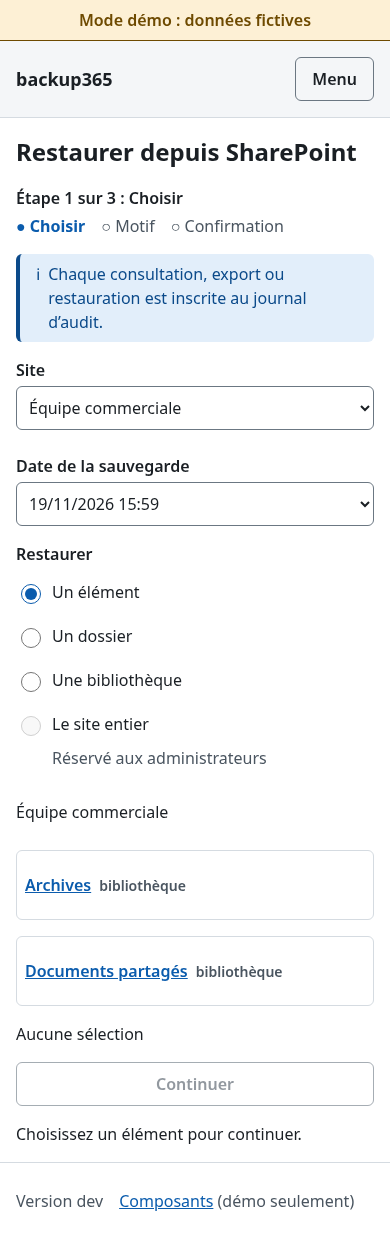 Mode démo : données fictives
backup365
Menu
Restaurer depuis SharePoint
Étape 1 sur 3 : Choisir
● Choisir ○ Motif ○ Confirmation
i Chaque consultation, export ou
restauration est inscrite au journal
d’audit.
Site
Équipe commerciale
Date de la sauvegarde
19/11/2026 15:59
Restaurer
Un élément
Un dossier
Une bibliothèque
Le site entier
Réservé aux administrateurs
Équipe commerciale
Archives bibliothèque
Documents partagés bibliothèque
Aucune sélection
Continuer
Choisissez un élément pour continuer.
Version dev Composants (démo seulement)